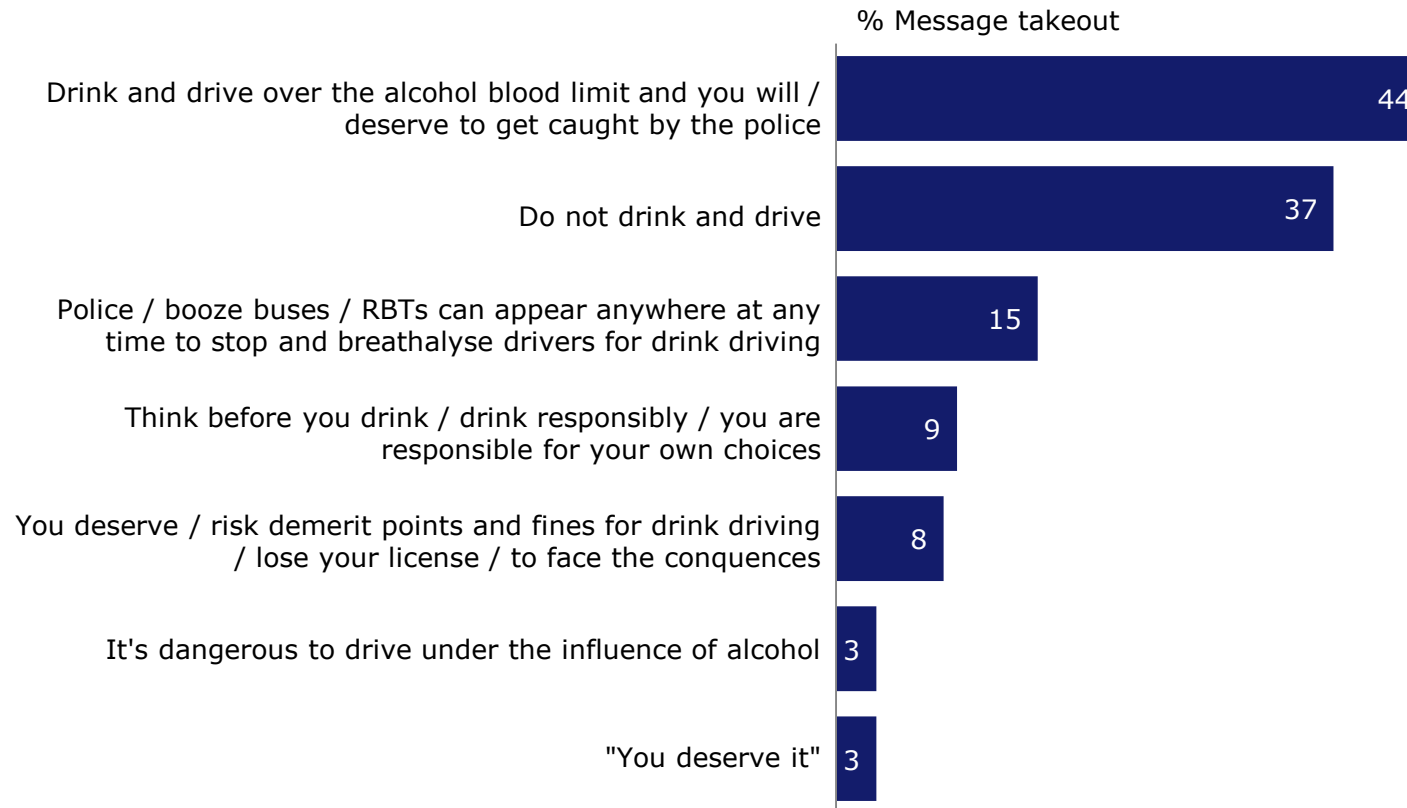 % Message takeout
Drink and drive over the alcohol blood limit and you will /
deserve to get caught by the police
44
Do not drink and drive
37
Police / booze buses / RBTs can appear anywhere at any
time to stop and breathalyse drivers for drink driving
15
Think before you drink / drink responsibly / you are
responsible for your own choices
9
You deserve / risk demerit points and fines for drink driving
/ lose your license / to face the conquences
8
It's dangerous to drive under the influence of alcohol
3
"You deserve it"
3